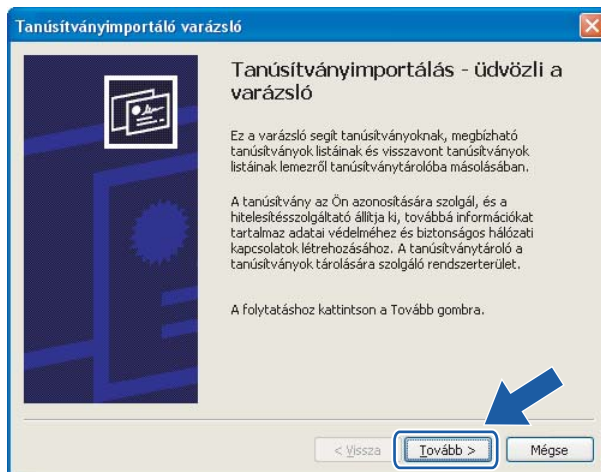 Tanúsítványimportáló varázsló
Tanúsítványimportálás - üdvözli a
varázsló
Ez a varázsló segít tanúsítványoknak, megbízható
tanúsítványok listáinak és visszavont tanúsítványok
listáinak lemezről tanúsítványtárolóba másolásában.
A tanúsítvány az Ön azonosítására szolgál, és a
hitelesítésszolgáltató állítja ki, továbbá információkat
tartalmaz adatai védelméhez és biztonságos hálózati
kapcsolatok létrehozásához. A tanúsítványtároló a
tanúsítványok tárolására szolgáló rendszerterület.
A folytatáshoz kattintson a Tovább gombra.
< Vissza Tovább > Mégse